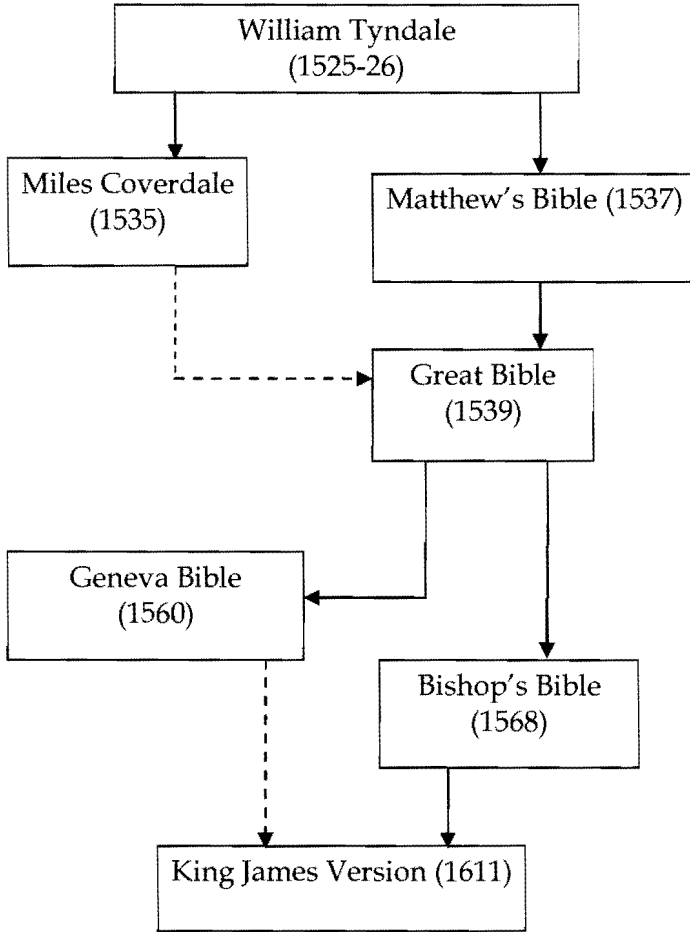 William Tyndale
(1525-26)
Miles Coverdale
(1535)
Matthew's Bible (1537)
Great Bible
(1539)
Geneva Bible
(1560)
Bishop's Bible
(1568)
King James Version (1611)